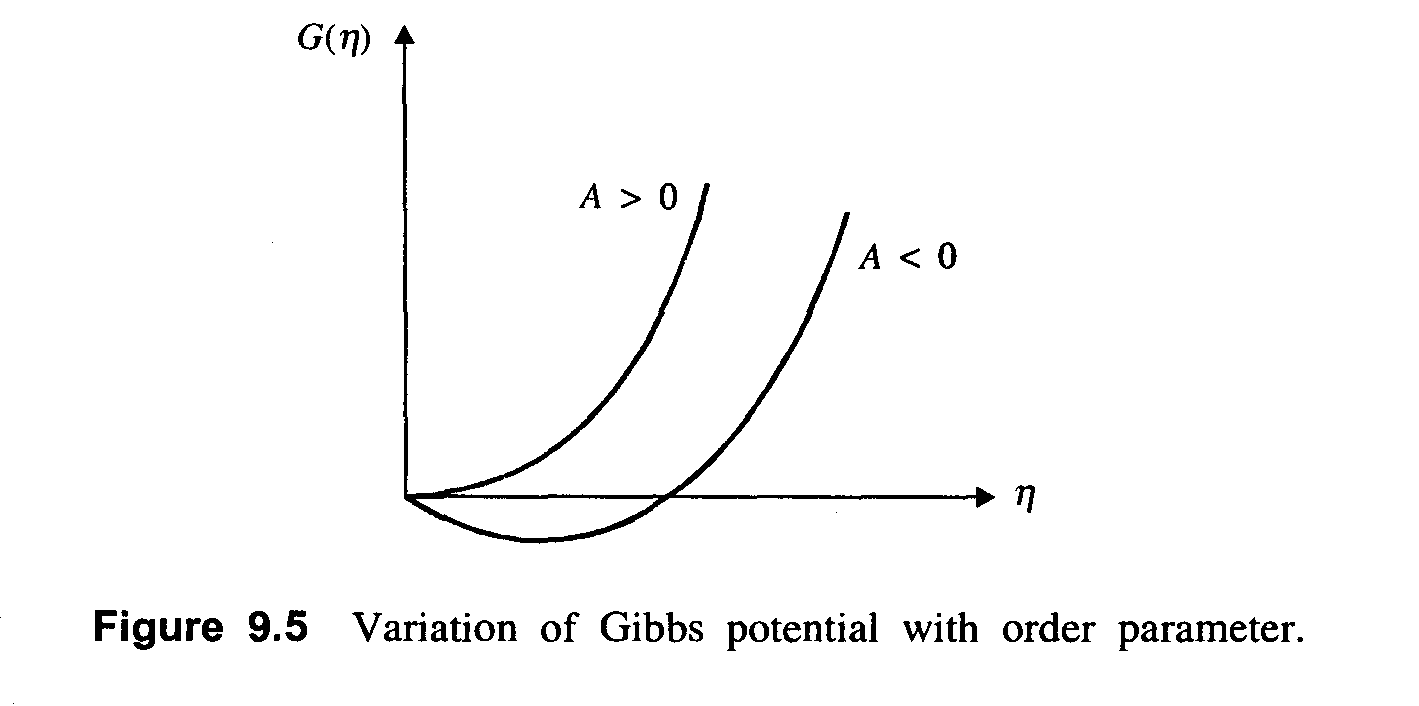 G(η)
A > 0
A < 0
η
Figure 9.5 Variation of Gibbs potential with order parameter.